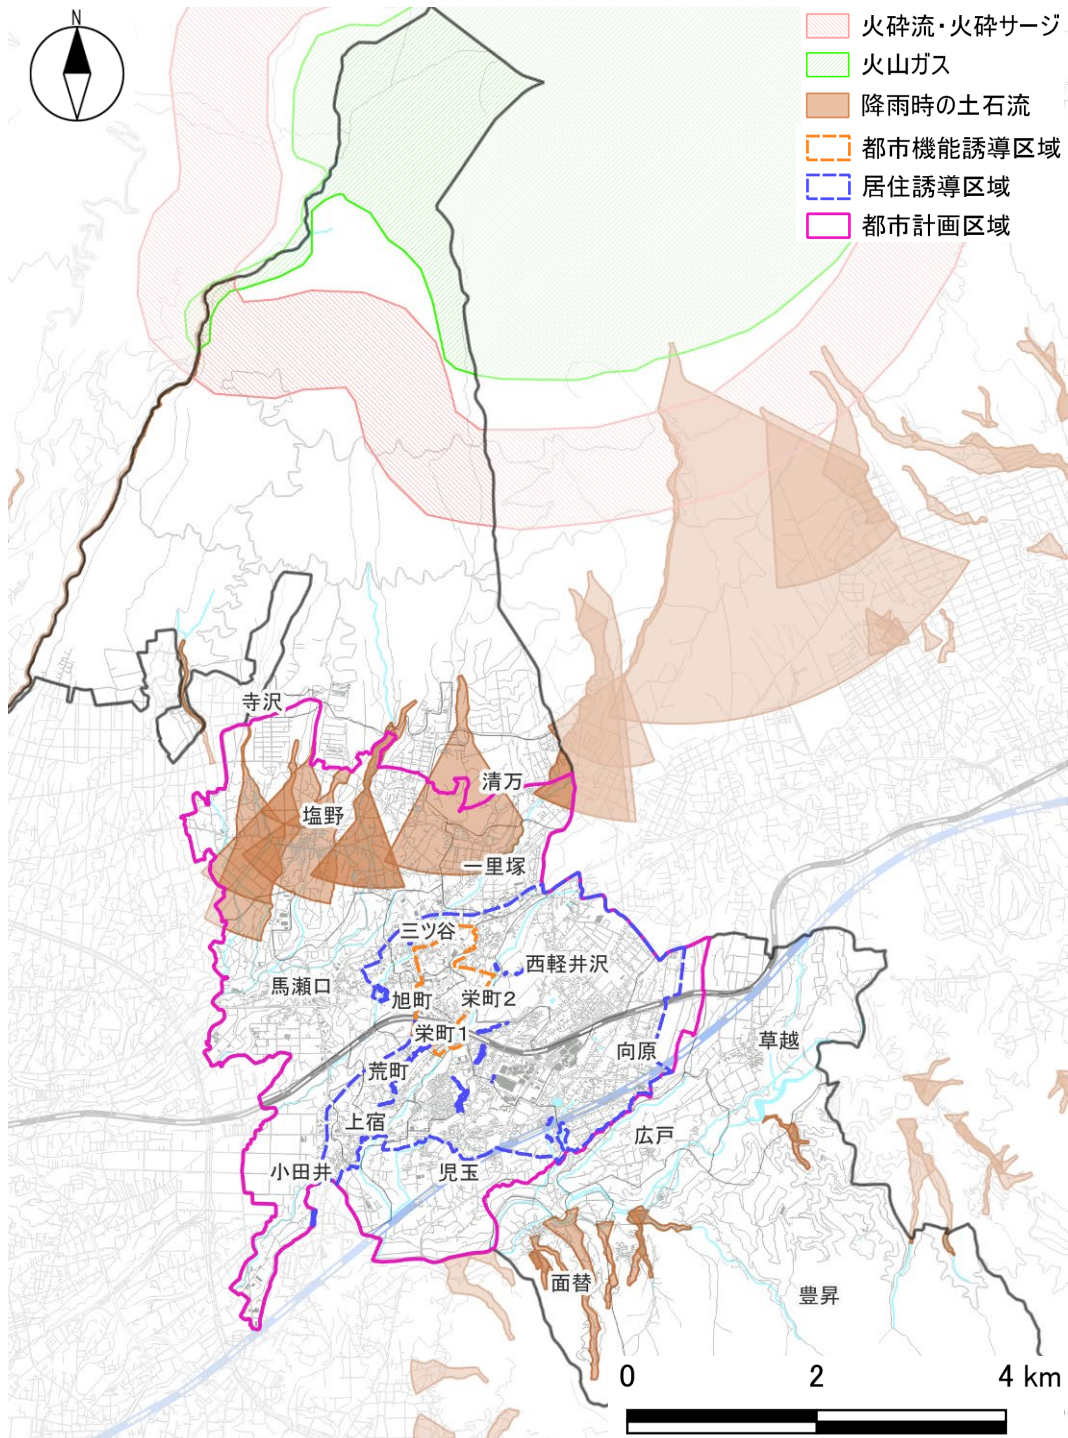 N
火砕流・火砕サージ
火山ガス
降雨時の土石流
都市機能誘導区域
居住誘導区域
都市計画区域
寺沢
清万
塩野
一里塚
三ツ谷
西軽井沢
馬瀬口
旭町
栄町2
栄町1
草越
向原
荒町
上宿
広戸
小田井
児玉
面替
豊昇
0 2 4 km